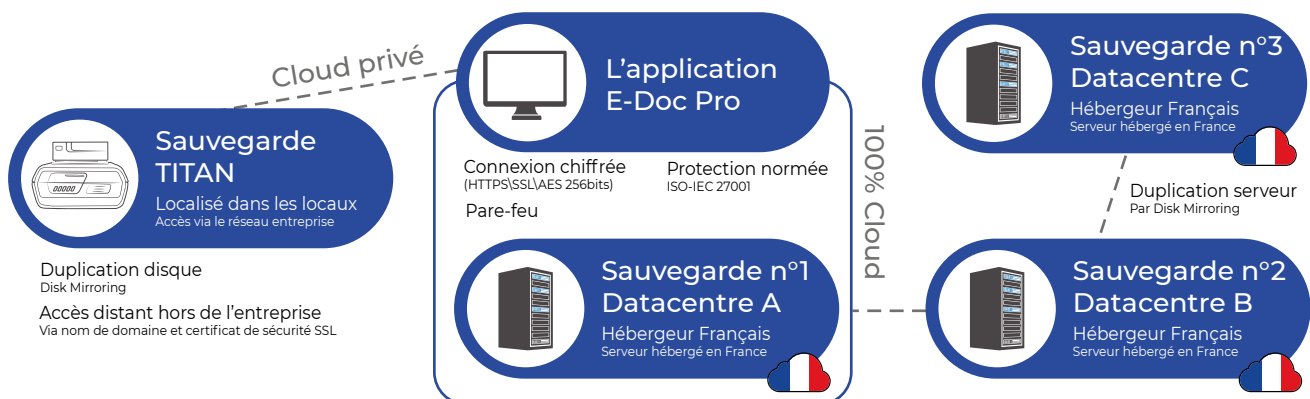 Cloud privé
Sauvegarde
TITAN
Localisé dans les locaux
Accès via le réseau entreprise
00000
Duplication disque
Disk Mirroring
Accès distant hors de l'entreprise
Via nom de domaine et certificat de sécurité SSL
L'application
E-Doc Pro
Connexion chiffrée
(HTTPS\SSL\AES 256bits)
Pare-feu
Protection normée
ISO-IEC 27001
100% Cloud
Sauvegarde n°1
Datacentre A
Hébergeur Français
Serveur hébergé en France
Sauvegarde n°3
Datacentre C
Hébergeur Français
Serveur hébergé en France
Duplication serveur
Par Disk Mirroring
Sauvegarde n°2
Datacentre B
Hébergeur Français
Serveur hébergé en France